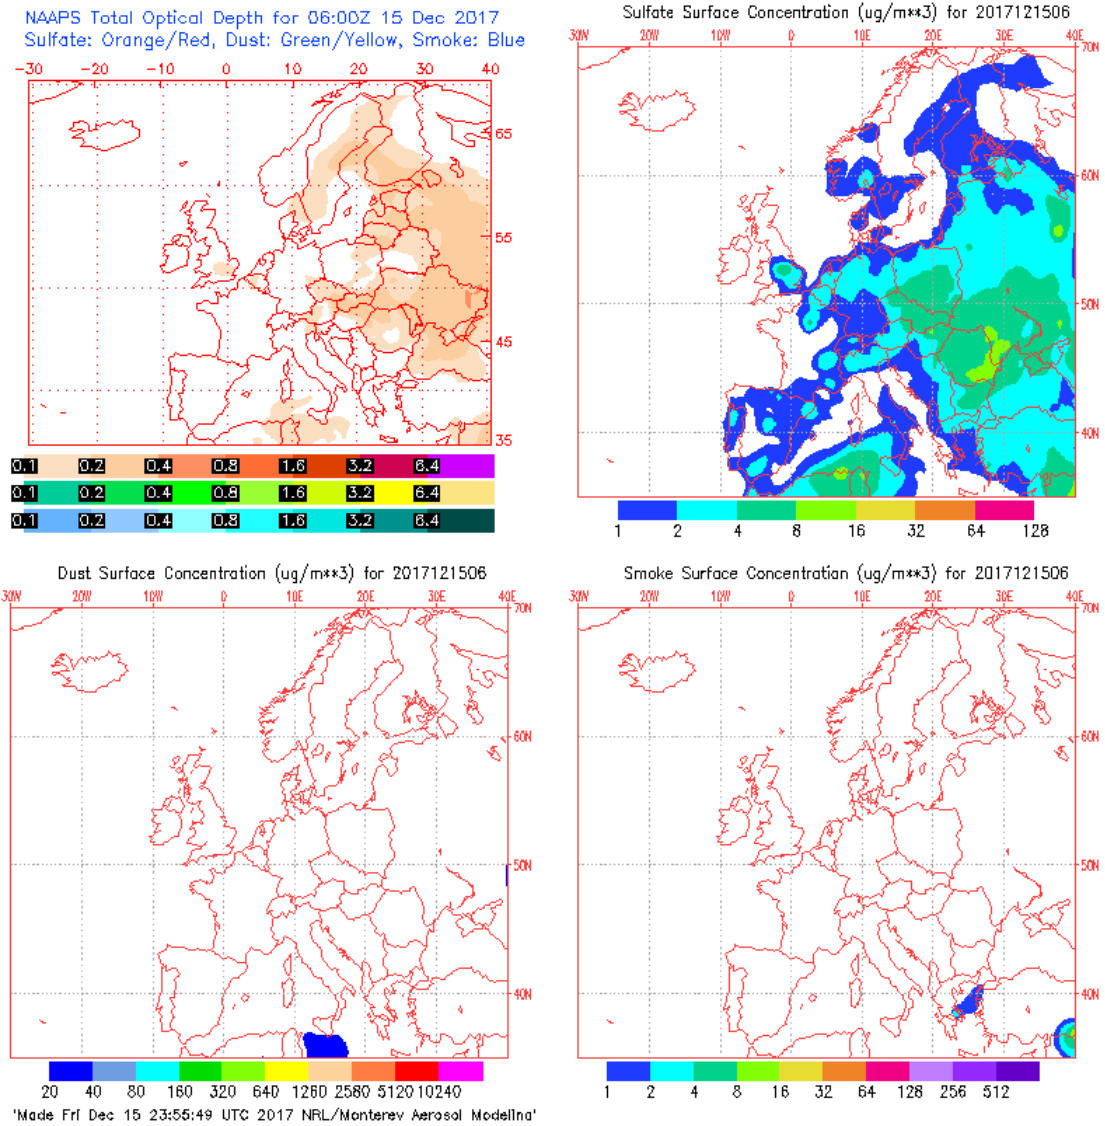 NAAPS Total Optical Depth for 06:00Z 15 Dec 2017
Sulfate: Orange/Red, Dust: Green/Yellow, Smoke: Blue
-30 -20 -10 0 10 20 30 40
65
55
45
35
0.1 0.2 0.4 0.8 1.6 3.2 6.4
0.1 0.2 0.4 0.8 1.6 3.2 6.4
0.1 0.2 0.4 0.8 1.6 3.2 6.4
Sulfate Surface Concentration (ug/m**3) for 2017121506
30W 20W 10W 0 10E 20E 30E 40E
70N
60N
50N
40N
1 2 4 8 16 32 64 128
Dust Surface Concentration (ug/m**3) for 2017121506
30W 20W 10W 0 10E 20E 30E 40E
70N
60N
50N
40N
20 40 80 160 320 640 1260 2580 5120 10240
Smoke Surface Concentration (ug/m**3) for 2017121506
30W 20W 10W 0 10E 20E 30E 40E
70N
60N
50N
40N
1 2 4 8 16 32 64 128 256 512
'Made Fri Dec 15 23:55:49 UTC 2017 NRL/Monterey Aerosol Modeling'